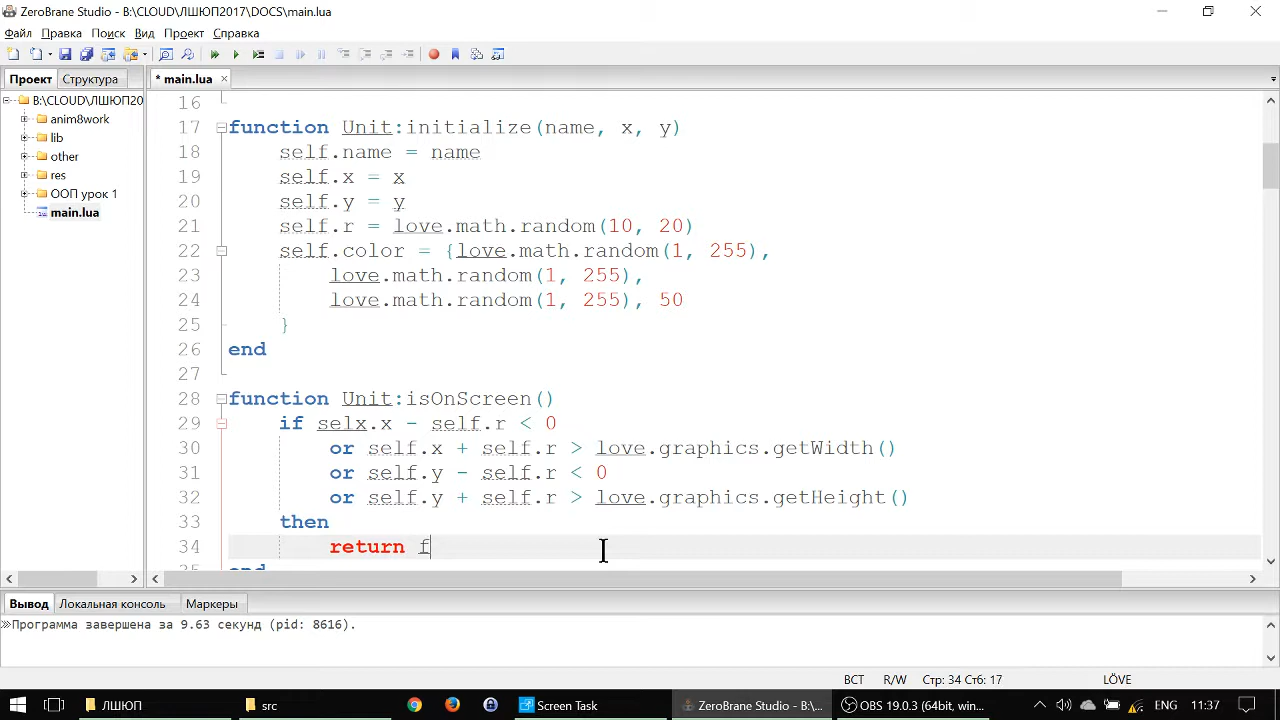 ZeroBrane Studio - B:\CLOUD\ЛШЮП2017\DOCS\main.lua
Файл Правка Поиск Вид Проект Справка
Проект Структура * main.lua ×
B:\CLOUD\ЛШЮП20
anim8work
lib
other
res
ООП урок 1
main.lua
16
17 function Unit:initialize(name, x, y)
18 self.name = name
19 self.x = x
20 self.y = y
21 self.r = love.math.random(10, 20)
22 self.color = {love.math.random(1, 255),
23 love.math.random(1, 255),
24 love.math.random(1, 255), 50
25 }
26 end
27
28 function Unit:isOnScreen()
29 if selx.x - self.r < 0
30 or self.x + self.r > love.graphics.getWidth()
31 or self.y - self.r < 0
32 or self.y + self.r > love.graphics.getHeight()
33 then
34 return f
35 end
Вывод Локальная консоль Маркеры
Программа завершена за 9.63 секунд (pid: 8616).
ВСТ R/W Стр: 34 Стб: 17 LÖVE
ЛШЮП src Screen Task ZeroBrane Studio - B:\... OBS 19.0.3 (64bit, win... ENG 11:37